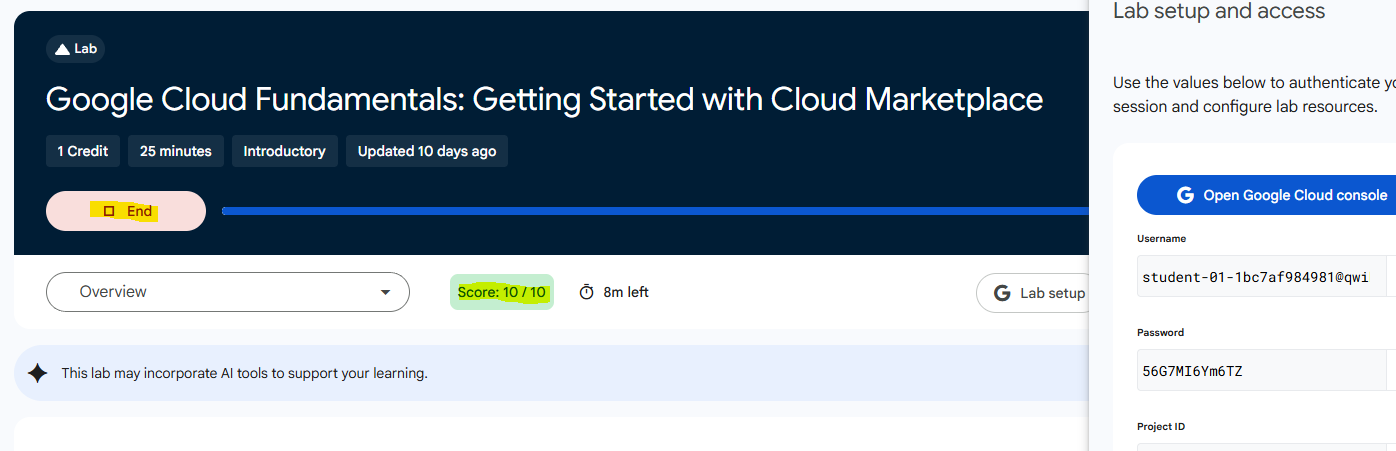 Lab
Google Cloud Fundamentals: Getting Started with Cloud Marketplace
1 Credit
25 minutes
Introductory
Updated 10 days ago
End
Overview
Score: 10 / 10
8m left
Lab setup
This lab may incorporate AI tools to support your learning.
Lab setup and access
Use the values below to authenticate
session and configure lab resources.
Open Google Cloud console
Username
student-01-1bc7af984981@qwi
Password
56G7MI6Ym6TZ
Project ID